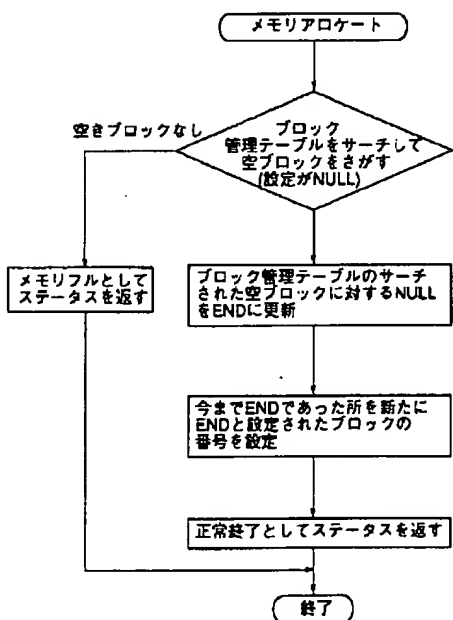 メモリアロケート
空きブロックなし
ブロック
管理テーブルをサーチして
空ブロックをさがす
(設定がNULL)
メモリフルとして
ステータスを返す
ブロック管理テーブルのサーチ
された空ブロックに対するNULL
をENDに更新
今までENDであった所を新たに
ENDと設定されたブロックの
番号を設定
正常終了としてステータスを返す
終了